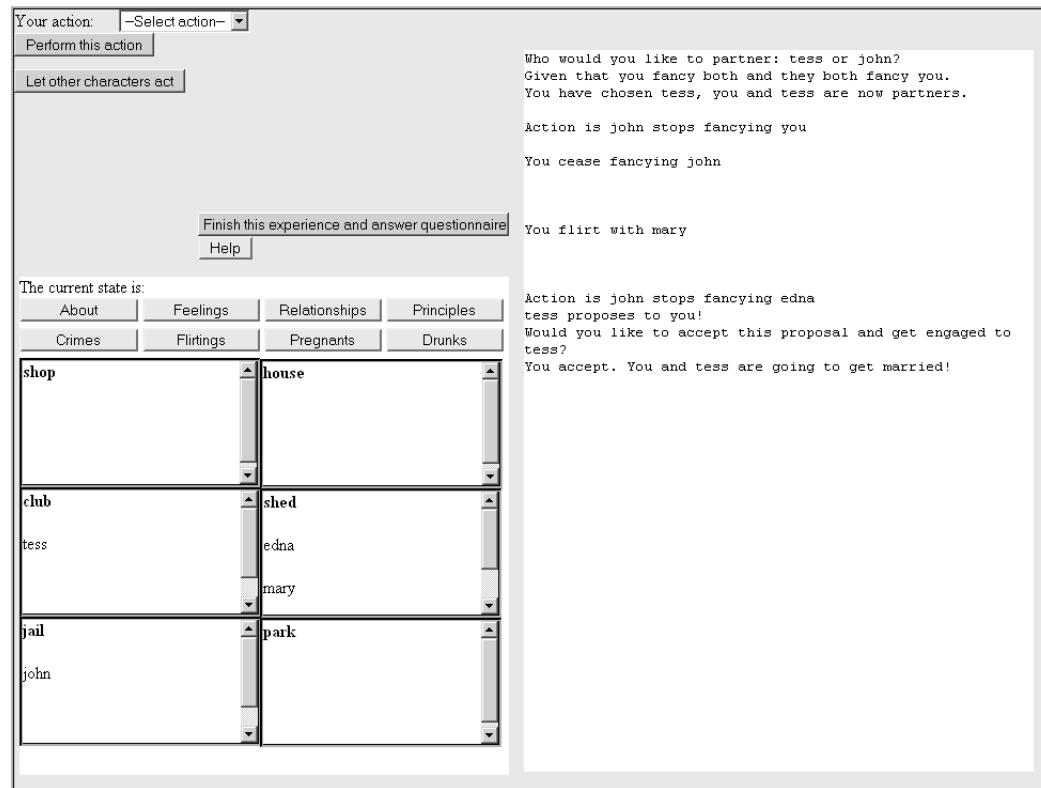 Your action: –Select action–
Perform this action
Let other characters act
Finish this experience and answer questionnaire
Help
The current state is:
About Feelings Relationships Principles
Crimes Flirtings Pregnants Drunks
shop
house
club
tess
shed
edna
mary
jail
john
park
Who would you like to partner: tess or john?
Given that you fancy both and they both fancy you.
You have chosen tess, you and tess are now partners.
Action is john stops fancying you
You cease fancying john
You flirt with mary
Action is john stops fancying edna
tess proposes to you!
Would you like to accept this proposal and get engaged to
tess?
You accept. You and tess are going to get married!